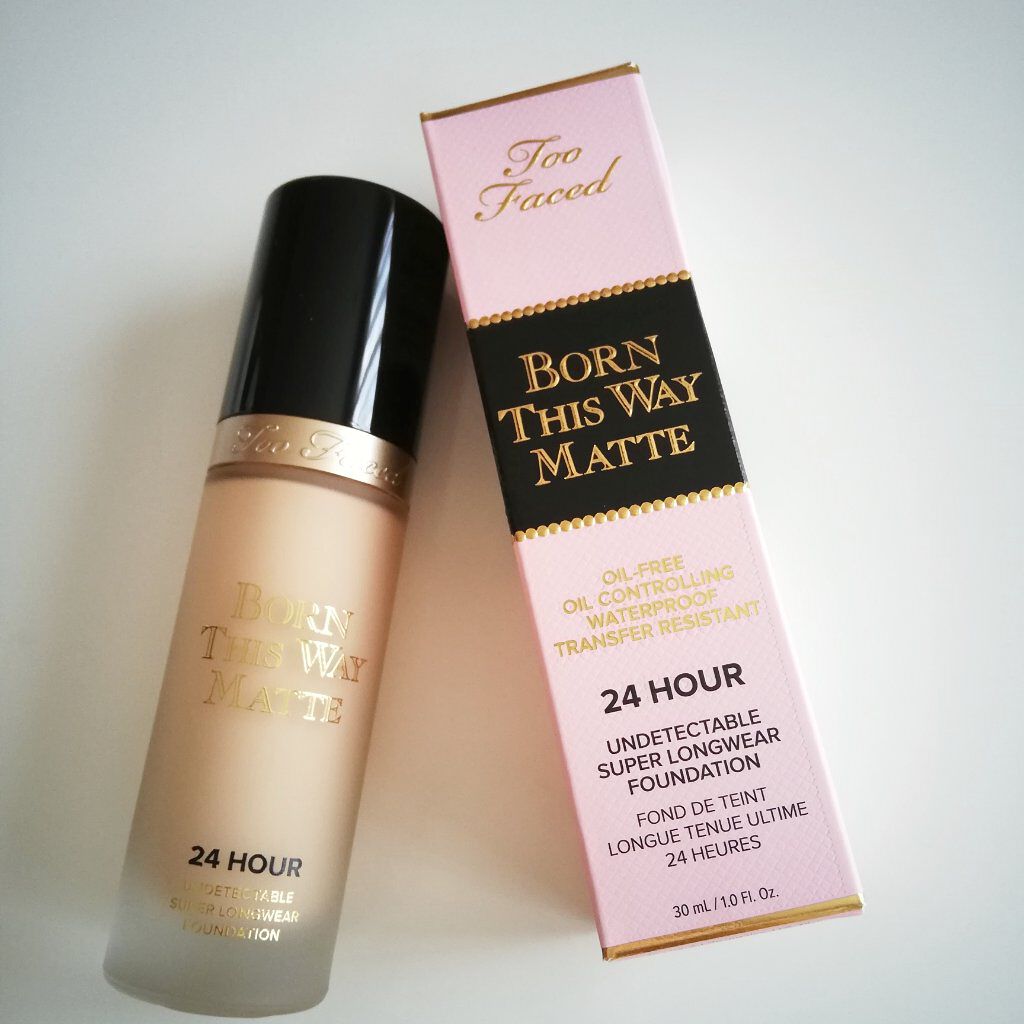 Too Faced
BORN
THIS WAY
MATTE
24 HOUR
UNDETECTABLE
SUPER LONGWEAR
FOUNDATION
Too
Faced
BORN
THIS WAY
MATTE
OIL-FREE
OIL CONTROLLING
WATERPROOF
TRANSFER RESISTANT
24 HOUR
UNDETECTABLE
SUPER LONGWEAR
FOUNDATION
FOND DE TEINT
LONGUE TENUE ULTIME
24 HEURES
30 mL / 1.0 Fl. Oz.